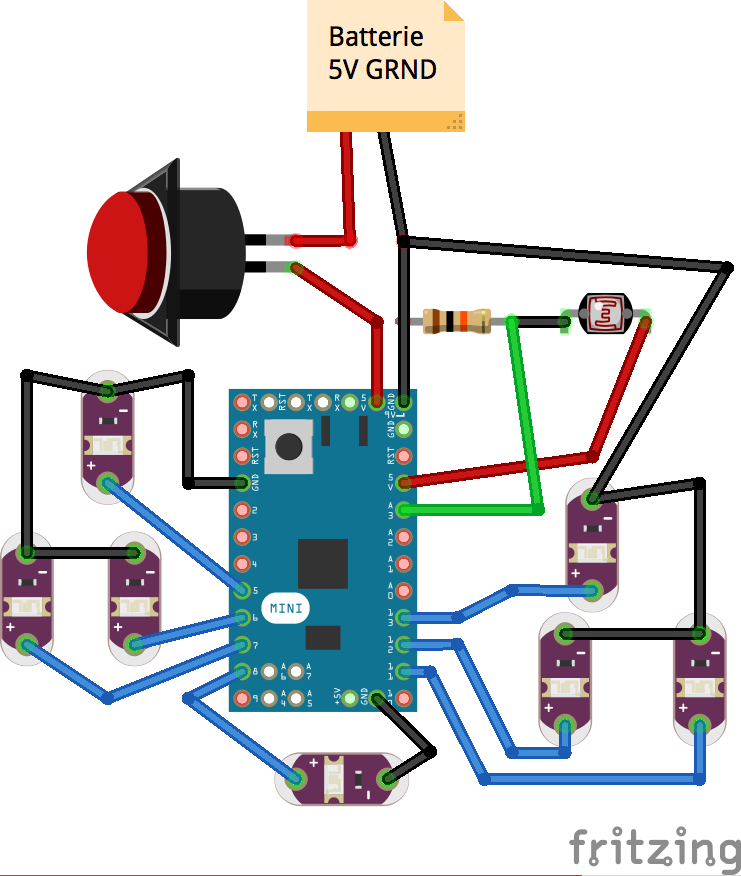 Batterie
5V GRND
TX RST TX RX 5V GND
9V
RX GND
RST RST
GND 5V
2 A3
3 A2
4 A1
5 A0
6 13
MINI
7 12
8 A6 A7 11
9 A4 A5 +5V GND
+
-
+
-
+
-
+
-
-
-
-
fritzing